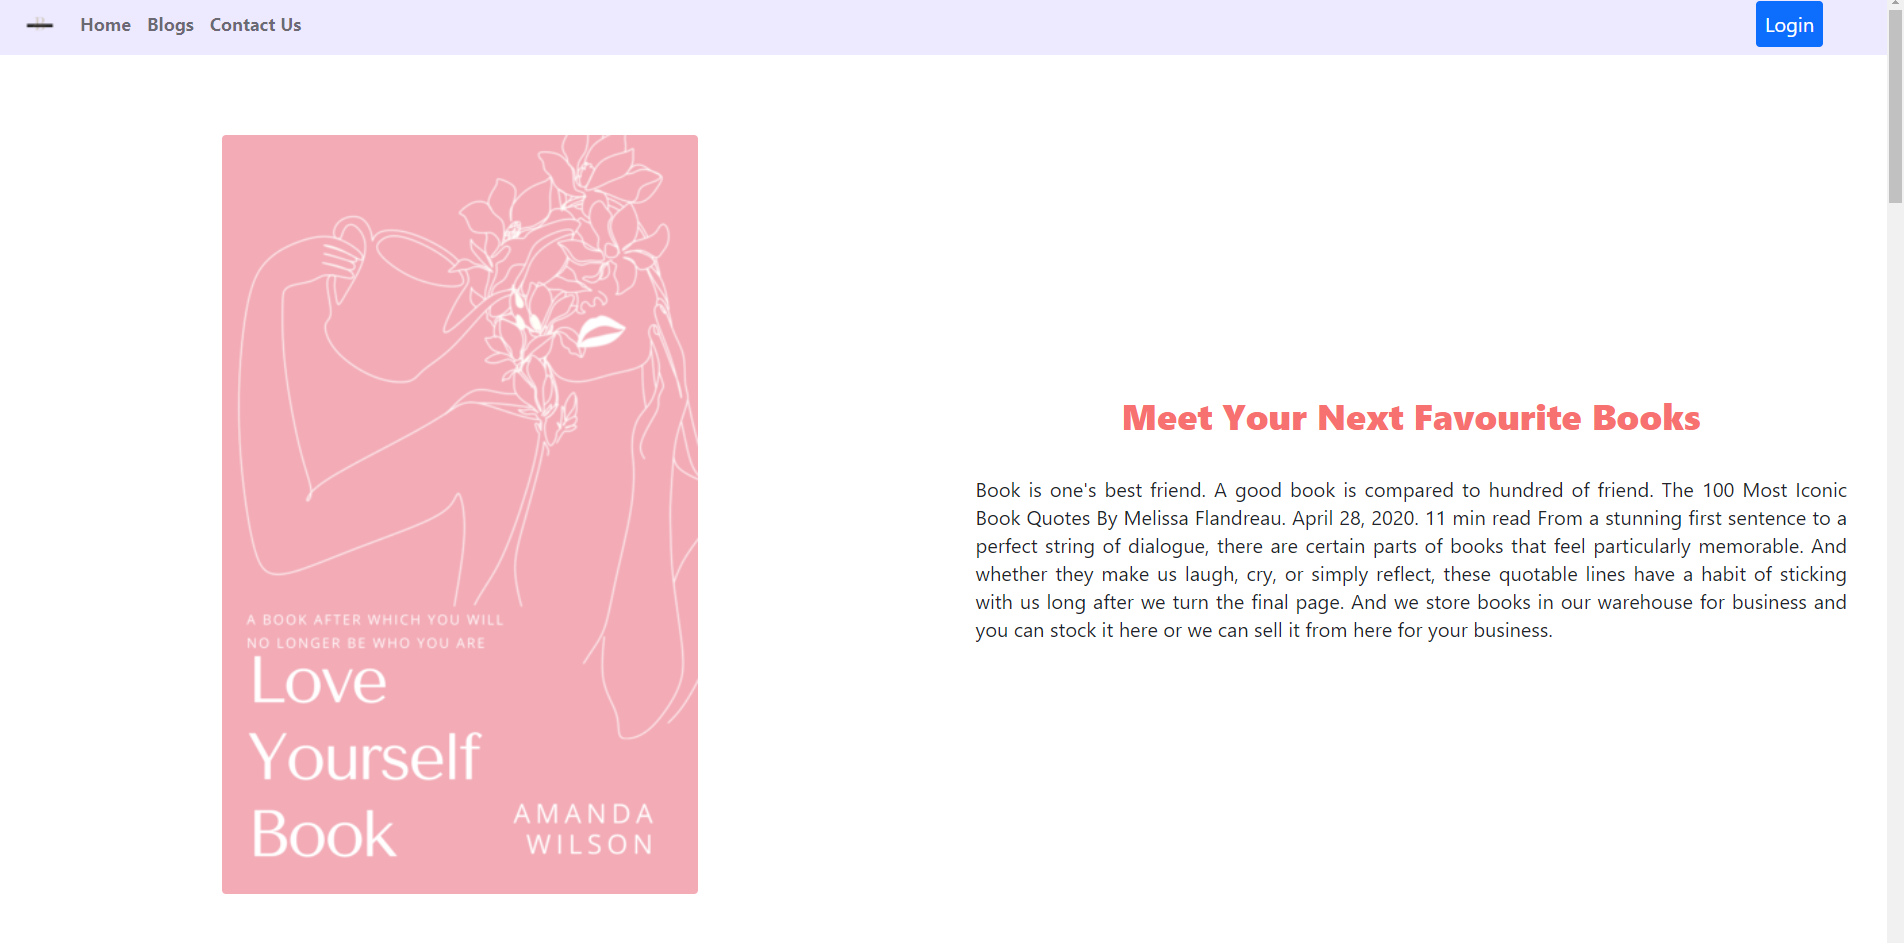 Home Blogs Contact Us
Login
A BOOK AFTER WHICH YOU WILL
NO LONGER BE WHO YOU ARE
Love
Yourself
Book
AMANDA
WILSON
Meet Your Next Favourite Books
Book is one's best friend. A good book is compared to hundred of friend. The 100 Most Iconic
Book Quotes By Melissa Flandreau. April 28, 2020. 11 min read From a stunning first sentence to a
perfect string of dialogue, there are certain parts of books that feel particularly memorable. And
whether they make us laugh, cry, or simply reflect, these quotable lines have a habit of sticking
with us long after we turn the final page. And we store books in our warehouse for business and
you can stock it here or we can sell it from here for your business.